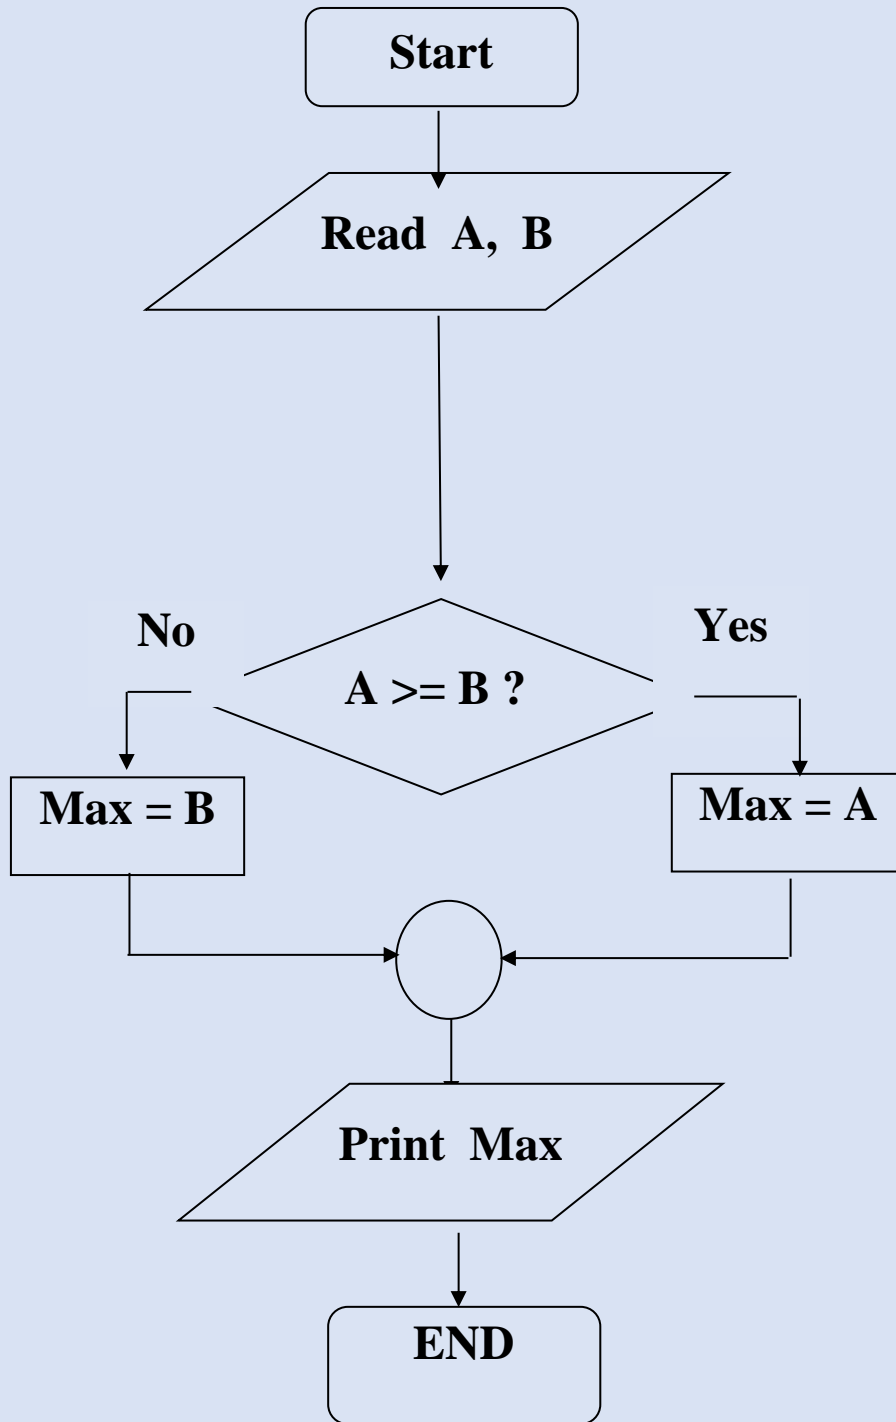 Start
Read A, B
No
Yes
A >= B ?
Max = B
Max = A
Print Max
END